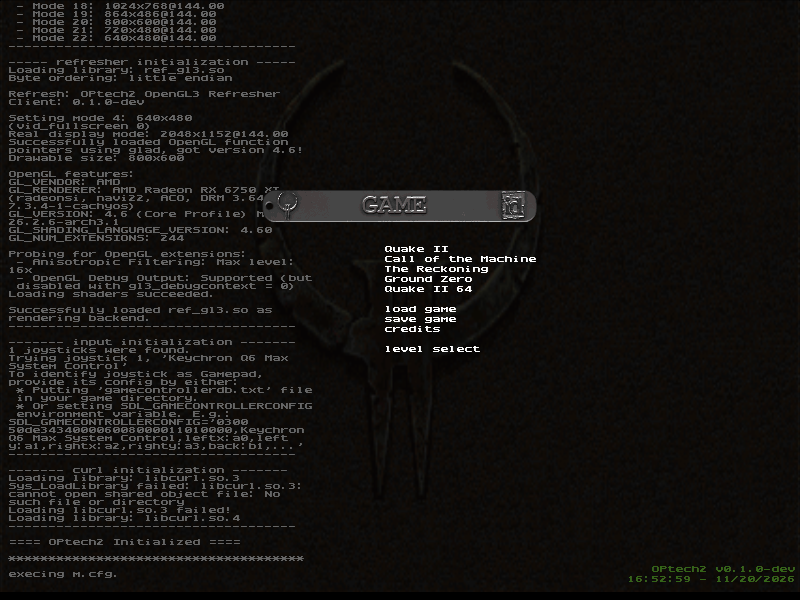 - Mode 18: 1024x768@144.00
- Mode 19: 864x486@144.00
- Mode 20: 800x600@144.00
- Mode 21: 720x480@144.00
- Mode 22: 640x480@144.00
------------------------------------
----- refresher initialization -----
Loading library: ref_gl3.so
Byte ordering: little endian
Refresh: OPtech2 OpenGL3 Refresher
Client: 0.1.0-dev
Setting mode 4: 640x480
(vid_fullscreen 0)
Real display mode: 2048x1152@144.00
Successfully loaded OpenGL function
pointers using glad, got version 4.6!
Drawable size: 800x600
OpenGL features:
GL_VENDOR: AMD
GL_RENDERER: AMD Radeon RX 6750 XT
(radeonsi, navi22, ACO, DRM 3.64,
7.3.4-1-cachyos)
GL_VERSION: 4.6 (Core Profile)
26.2.6-arch3.1
GL_SHADING_LANGUAGE_VERSION: 4.60
GL_NUM_EXTENSIONS: 244
Probing for OpenGL extensions:
- Anisotropic Filtering: Max level:
16x
- OpenGL Debug Output: Supported (but
disabled with gl3_debugcontext = 0)
Loading shaders succeeded.
Successfully loaded ref_gl3.so as
rendering backend.
------------------------------------
------- input initialization -------
1 joysticks were found.
Trying joystick 1, 'Keychron Q6 Max
System Control'
To identify joystick as Gamepad,
provide its config by either:
* Putting 'gamecontrollerdb.txt' file
in your game directory.
* Or setting SDL_GAMECONTROLLERCONFIG
environment variable. E.g.:
SDL_GAMECONTROLLERCONFIG='0300
50de3434000060080000011010000,Keychron
Q6 Max System Control,leftx:a0,left
y:a1,rightx:a2,righty:a3,back:b1,...'
------------------------------------
------- curl initialization --------
Loading library: libcurl.so.3
Sys_LoadLibrary failed: libcurl.so.3:
cannot open shared object file: No
such file or directory
Loading libcurl.so.3 failed!
Loading library: libcurl.so.4
------------------------------------
==== OPtech2 Initialized ====
*************************************
execing m.cfg.
GAME
id
Quake II
Call of the Machine
The Reckoning
Ground Zero
Quake II 64
load game
save game
credits
level select
OPtech2 v0.1.0-dev
16:52:59 - 11/20/2026